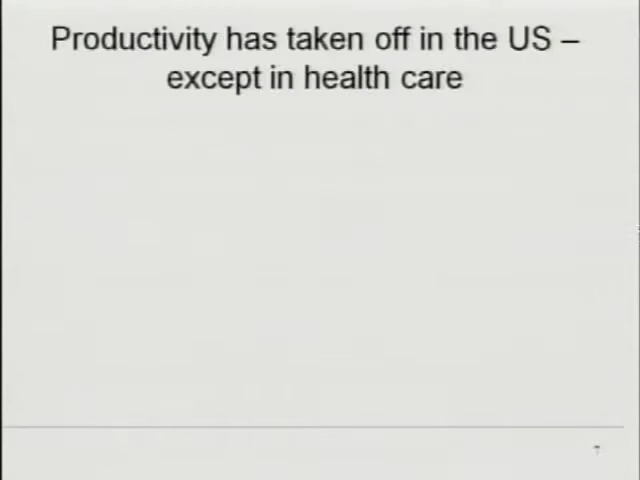 Productivity has taken off in the US –
except in health care